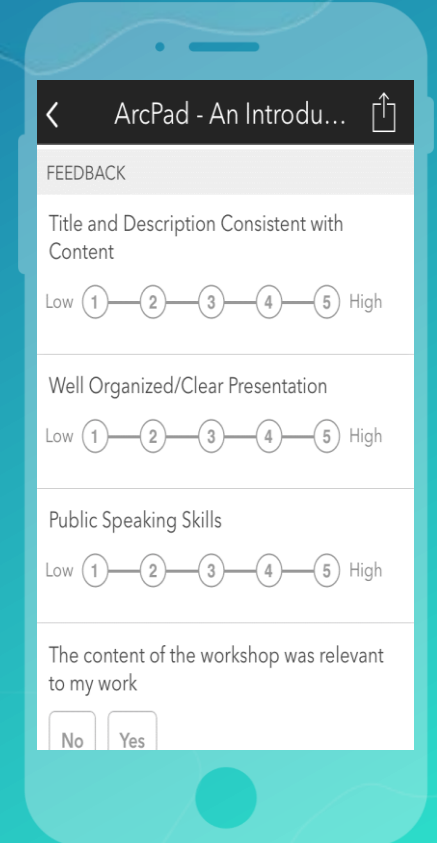 ArcPad - An Introdu...
FEEDBACK
Title and Description Consistent with
Content
Low 1 2 3 4 5 High
Well Organized/Clear Presentation
Low 1 2 3 4 5 High
Public Speaking Skills
Low 1 2 3 4 5 High
The content of the workshop was relevant
to my work
No Yes